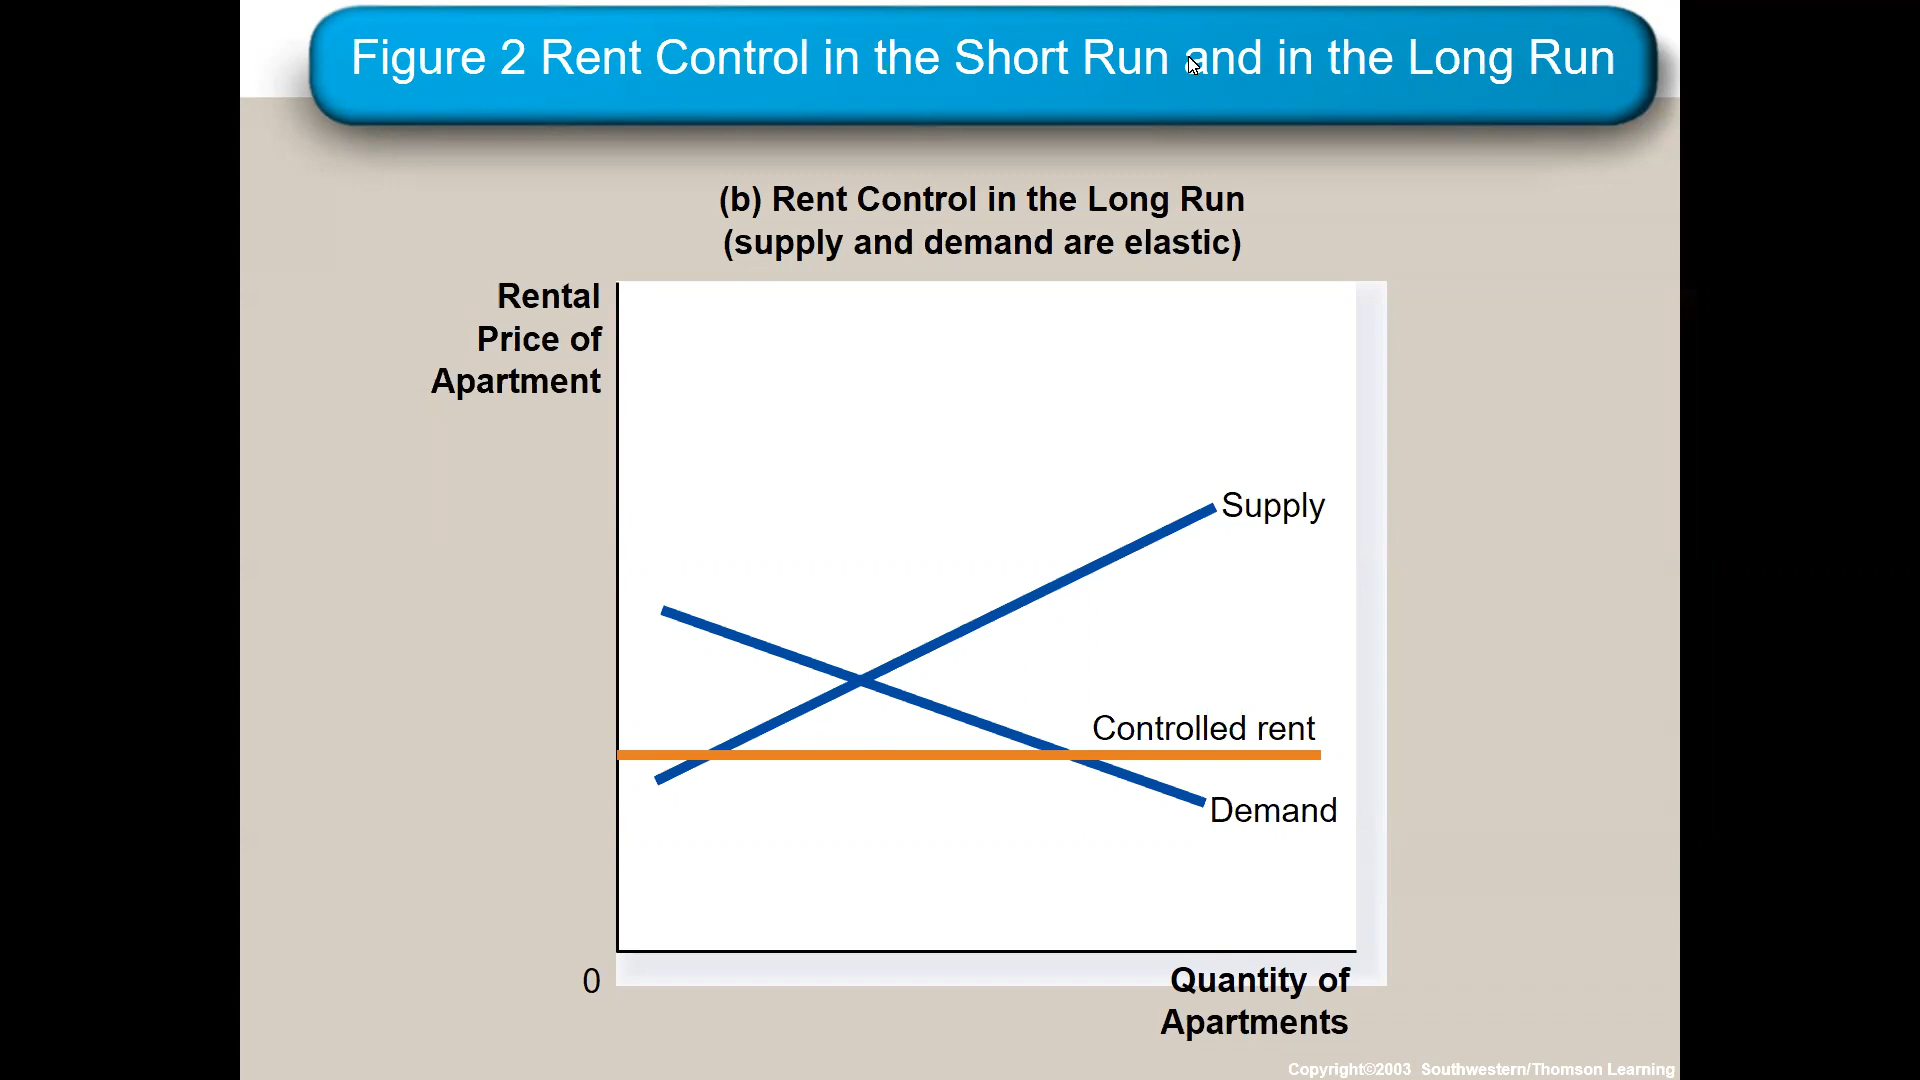 Figure 2 Rent Control in the Short Run and in the Long Run
(b) Rent Control in the Long Run
(supply and demand are elastic)
Rental
Price of
Apartment
Supply
Controlled rent
Demand
0
Quantity of
Apartments
Copyright©2003 Southwestern/Thomson Learning